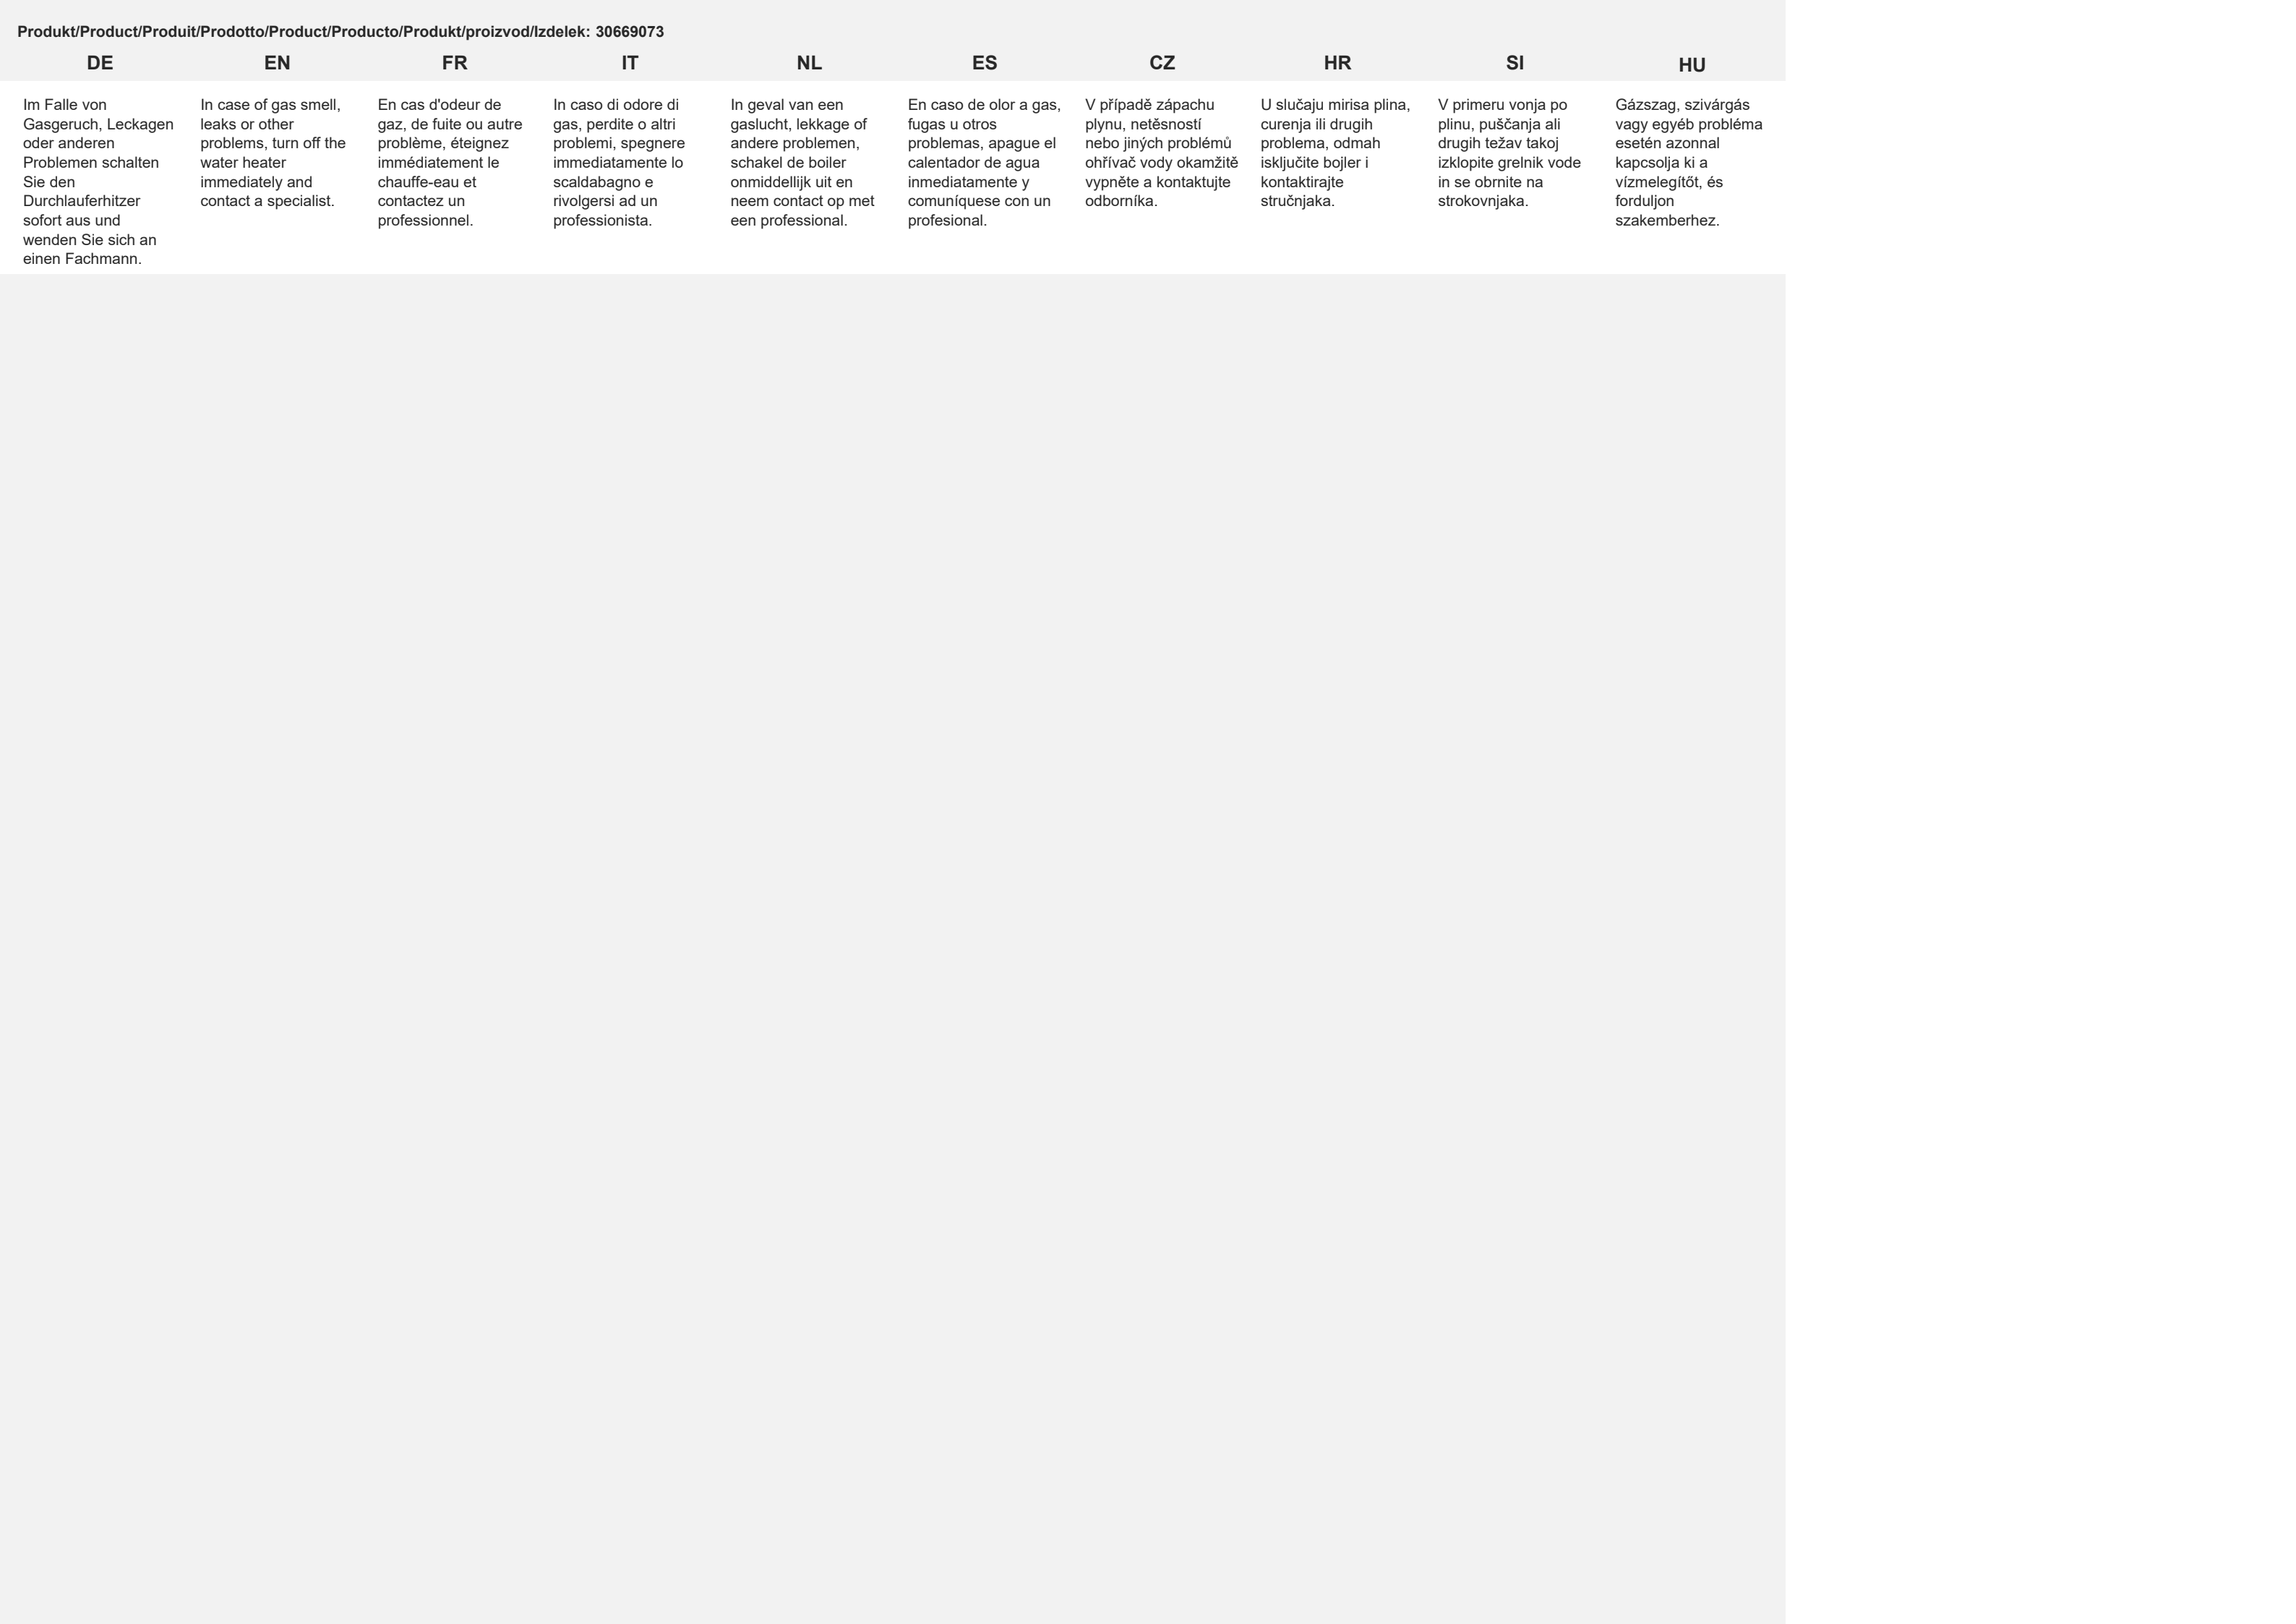 Produkt/Product/Produit/Prodotto/Product/Producto/Produkt/proizvod/Izdelek: 30669073
DE
EN
FR
IT
NL
ES
CZ
HR
SI
HU
Im Falle von
Gasgeruch, Leckagen
oder anderen
Problemen schalten
Sie den
Durchlauferhitzer
sofort aus und
wenden Sie sich an
einen Fachmann.
In case of gas smell,
leaks or other
problems, turn off the
water heater
immediately and
contact a specialist.
En cas d'odeur de
gaz, de fuite ou autre
problème, éteignez
immédiatement le
chauffe-eau et
contactez un
professionnel.
In caso di odore di
gas, perdite o altri
problemi, spegnere
immediatamente lo
scaldabagno e
rivolgersi ad un
professionista.
In geval van een
gaslucht, lekkage of
andere problemen,
schakel de boiler
onmiddellijk uit en
neem contact op met
een professional.
En caso de olor a gas,
fugas u otros
problemas, apague el
calentador de agua
inmediatamente y
comuníquese con un
profesional.
V případě zápachu
plynu, netěsností
nebo jiných problémů
ohřívač vody okamžitě
vypněte a kontaktujte
odborníka.
U slučaju mirisa plina,
curenja ili drugih
problema, odmah
isključite bojler i
kontaktirajte
stručnjaka.
V primeru vonja po
plinu, puščanja ali
drugih težav takoj
izklopite grelnik vode
in se obrnite na
strokovnjaka.
Gázszag, szivárgás
vagy egyéb probléma
esetén azonnal
kapcsolja ki a
vízmelegítőt, és
forduljon
szakemberhez.